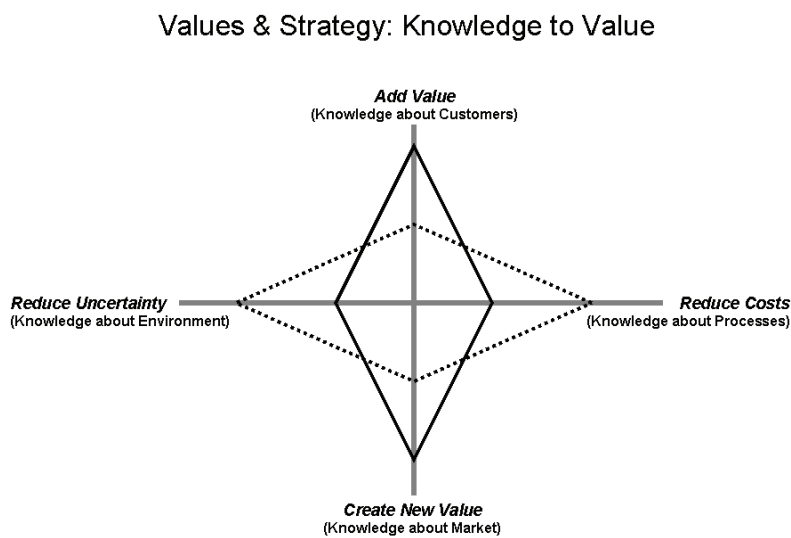 Values & Strategy: Knowledge to Value
Add Value
(Knowledge about Customers)
Reduce Uncertainty
(Knowledge about Environment)
Reduce Costs
(Knowledge about Processes)
Create New Value
(Knowledge about Market)